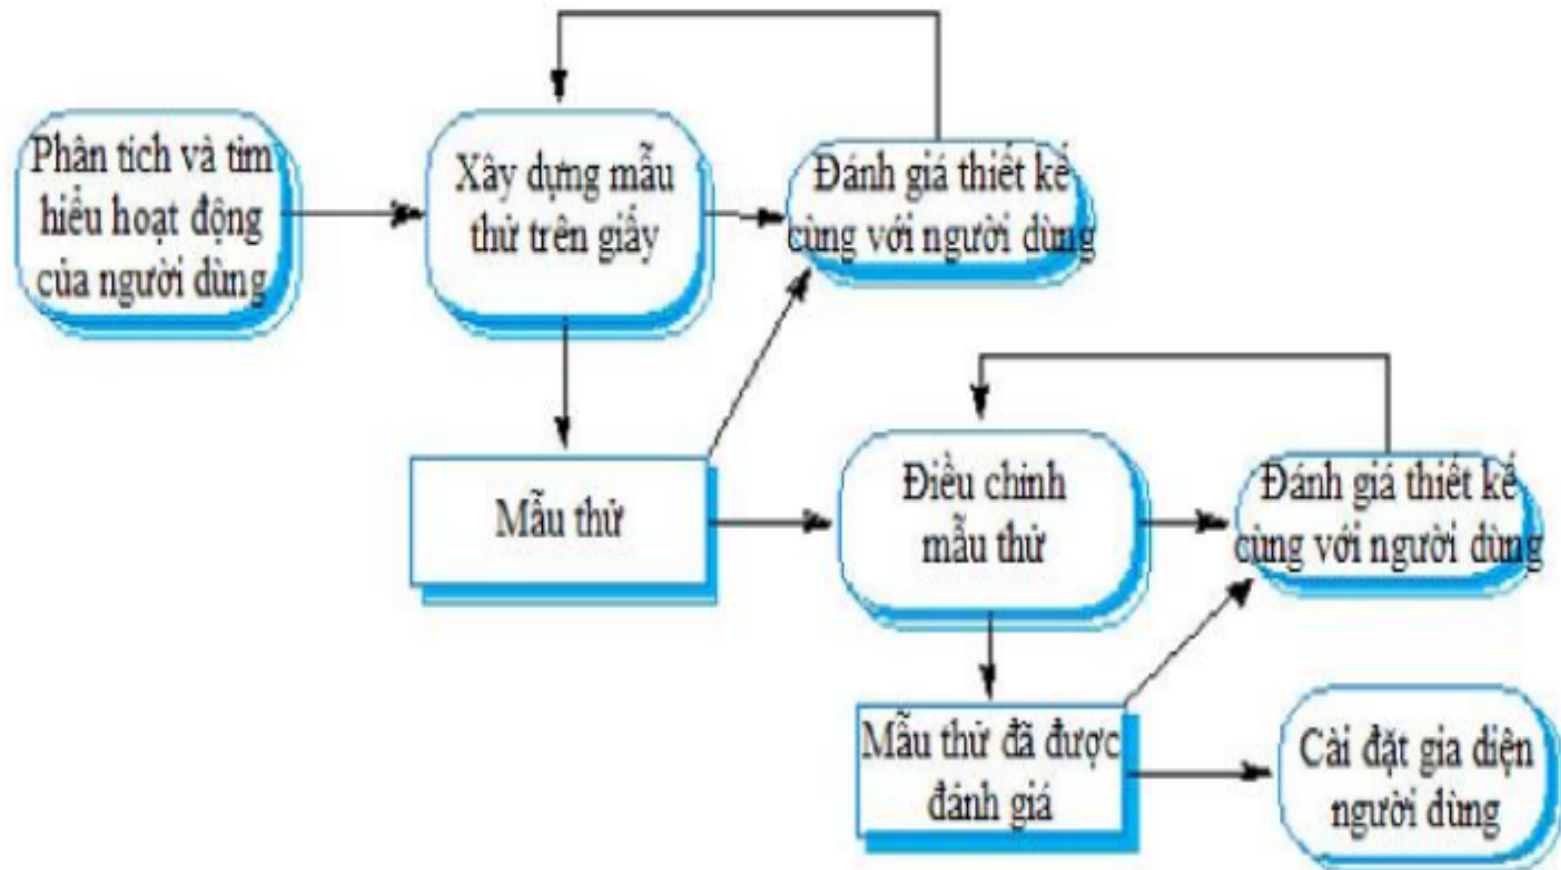 Phân tích và tìm
hiểu hoạt động
của người dùng
Xây dựng mẫu
thử trên giấy
Đánh giá thiết kế
cùng với người dùng
Mẫu thử
Điều chinh
mẫu thử
Đánh giá thiết kế
cùng với người dùng
Mẫu thử đã được
đánh giá
Cài đặt gia diện
người dùng